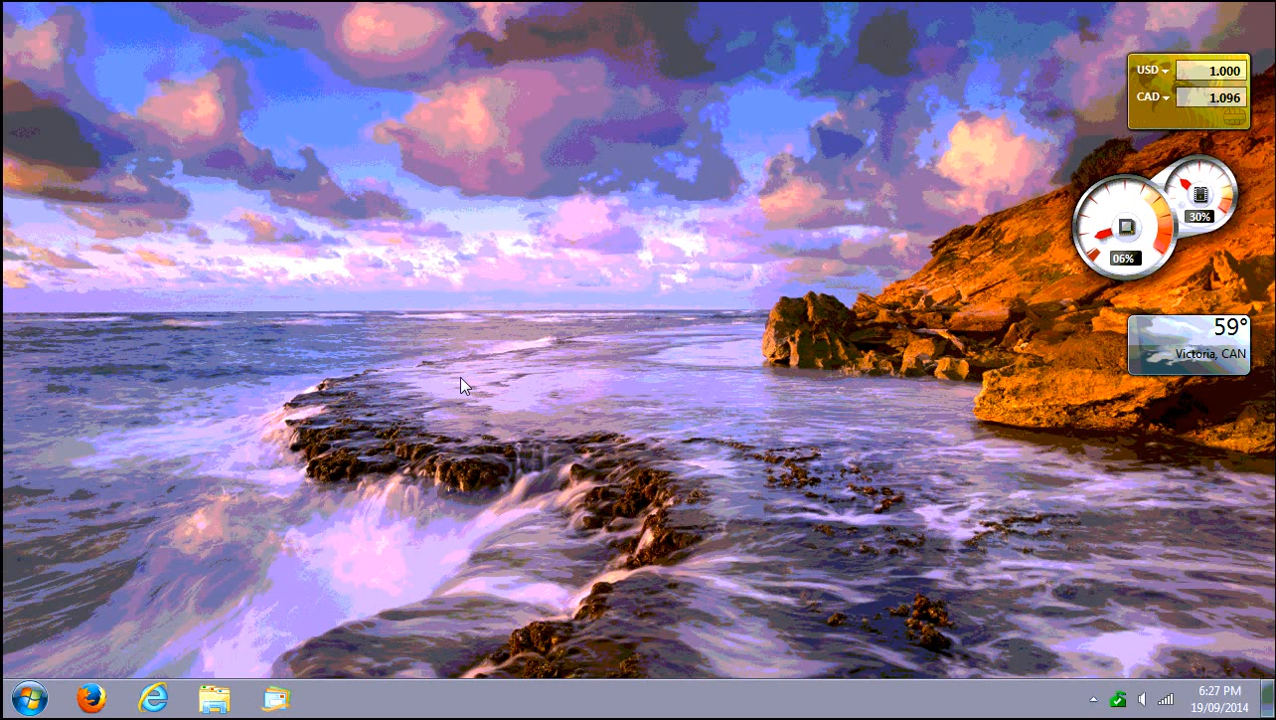 USD 1.000
CAD 1.096
30%
06%
59°
Victoria, CAN
6:27 PM
19/09/2014